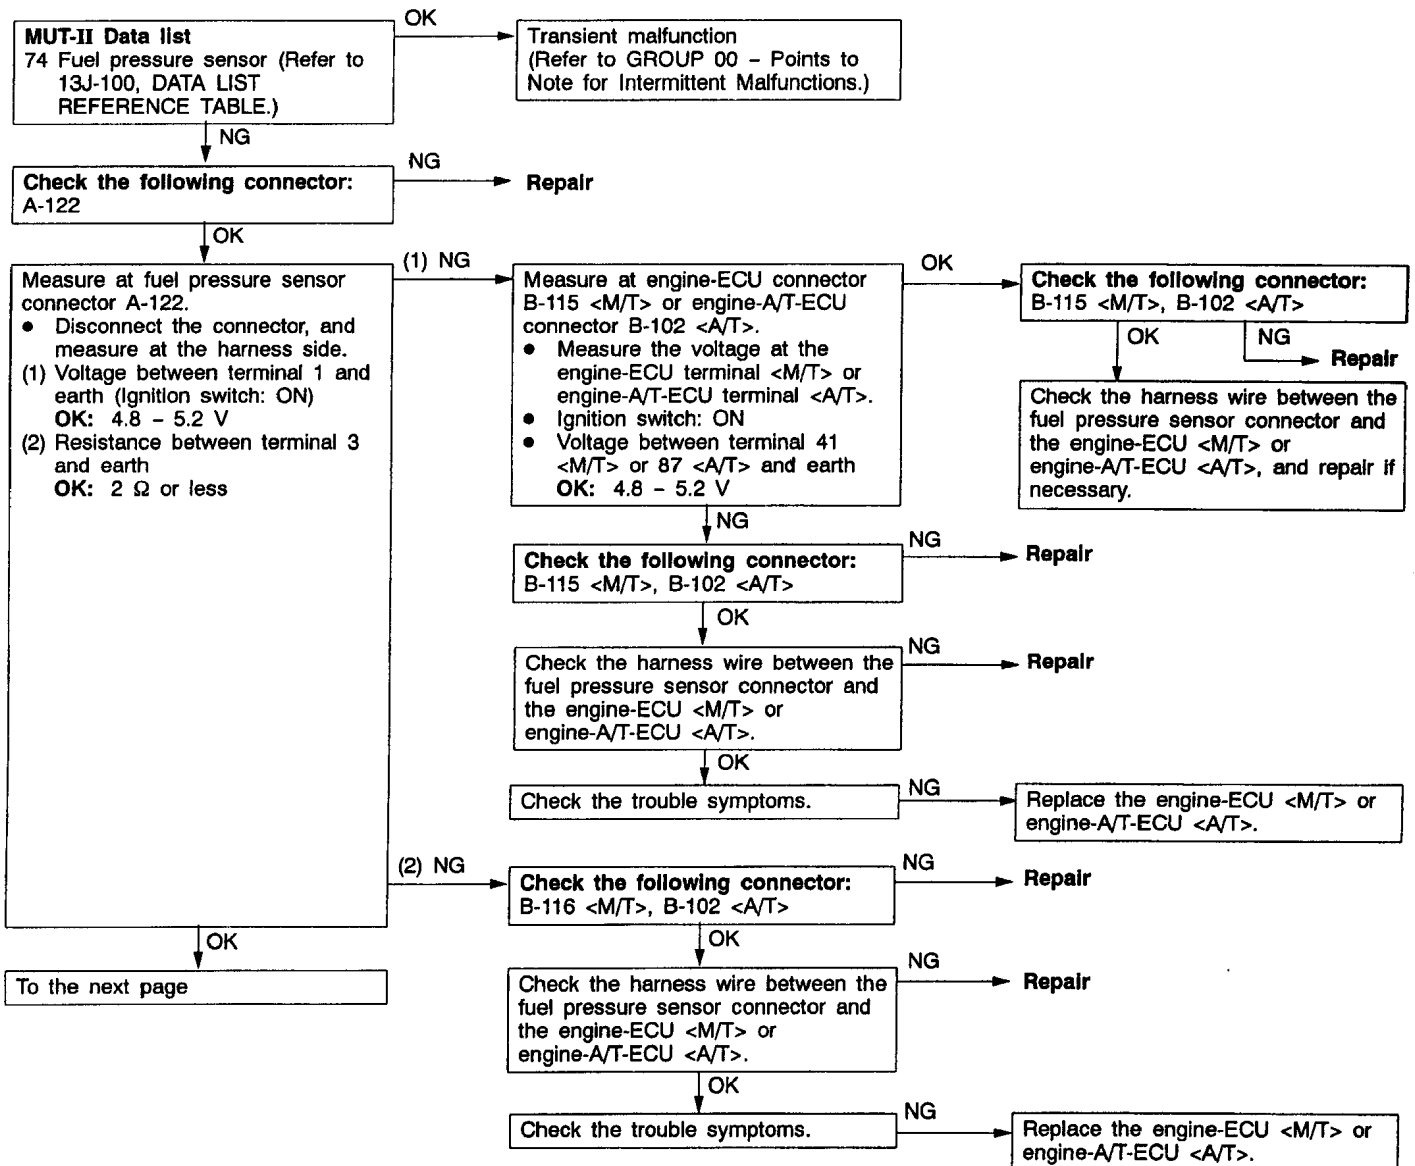 MUT-II Data list
74 Fuel pressure sensor (Refer to
13J-100, DATA LIST
REFERENCE TABLE.)
OK
Transient malfunction
(Refer to GROUP 00 – Points to
Note for Intermittent Malfunctions.)
NG
Check the following connector:
A-122
NG
Repair
OK
Measure at fuel pressure sensor
connector A-122.
● Disconnect the connector, and
measure at the harness side.
(1) Voltage between terminal 1 and
earth (Ignition switch: ON)
OK: 4.8 – 5.2 V
(2) Resistance between terminal 3
and earth
OK: 2 Ω or less
(1) NG
Measure at engine-ECU connector
B-115 <M/T> or engine-A/T-ECU
connector B-102 <A/T>.
● Measure the voltage at the
engine-ECU terminal <M/T> or
engine-A/T-ECU terminal <A/T>.
● Ignition switch: ON
● Voltage between terminal 41
<M/T> or 87 <A/T> and earth
OK: 4.8 – 5.2 V
OK
Check the following connector:
B-115 <M/T>, B-102 <A/T>
OK
NG
Repair
Check the harness wire between the
fuel pressure sensor connector and
the engine-ECU <M/T> or
engine-A/T-ECU <A/T>, and repair if
necessary.
NG
Check the following connector:
B-115 <M/T>, B-102 <A/T>
NG
Repair
OK
Check the harness wire between the
fuel pressure sensor connector and
the engine-ECU <M/T> or
engine-A/T-ECU <A/T>.
NG
Repair
OK
Check the trouble symptoms.
NG
Replace the engine-ECU <M/T> or
engine-A/T-ECU <A/T>.
(2) NG
Check the following connector:
B-116 <M/T>, B-102 <A/T>
NG
Repair
OK
Check the harness wire between the
fuel pressure sensor connector and
the engine-ECU <M/T> or
engine-A/T-ECU <A/T>.
NG
Repair
OK
Check the trouble symptoms.
NG
Replace the engine-ECU <M/T> or
engine-A/T-ECU <A/T>.
OK
To the next page